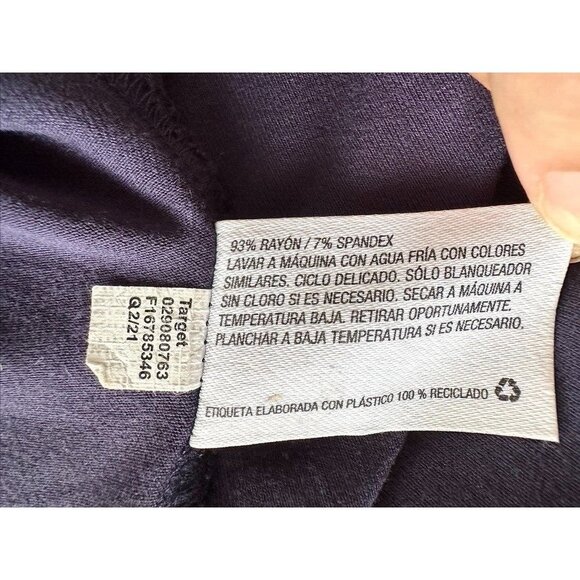 93% RAYÓN / 7% SPANDEX
LAVAR A MÁQUINA CON AGUA FRÍA CON COLORES
SIMILARES. CICLO DELICADO. SÓLO BLANQUEADOR
SIN CLORO SI ES NECESARIO. SECAR A MÁQUINA A
TEMPERATURA BAJA. RETIRAR OPORTUNAMENTE.
PLANCHAR A BAJA TEMPERATURA SI ES NECESARIO.
ETIQUETA ELABORADA CON PLÁSTICO 100 % RECICLADO
Target
029080763
F16785346
Q2/21